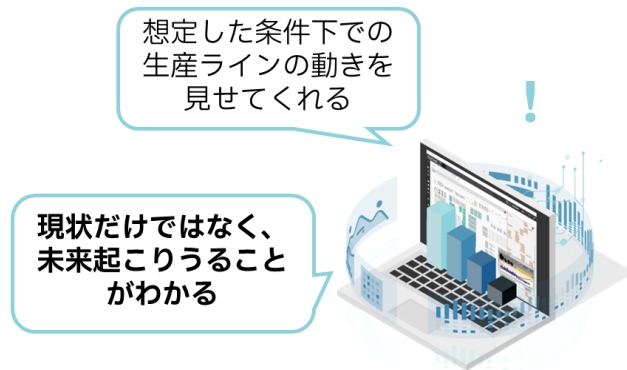 想定した条件下での
生産ラインの動きを
見せてくれる
!
現状だけではなく、
未来起こりうること
がわかる